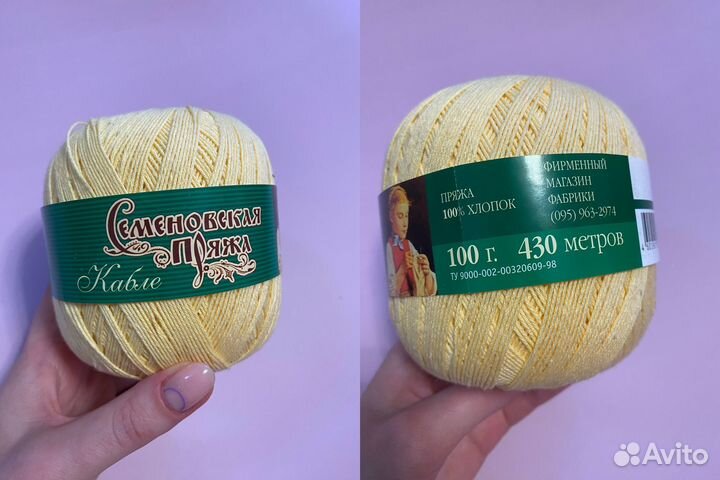 Семеновская
Пряжа
Кабле
ПРЯЖА
100% ХЛОПОК
ФИРМЕННЫЙ
МАГАЗИН
ФАБРИКИ
(095) 963-2974
100 г. 430 метров
ТУ 9000-002-00320609-98
Avito